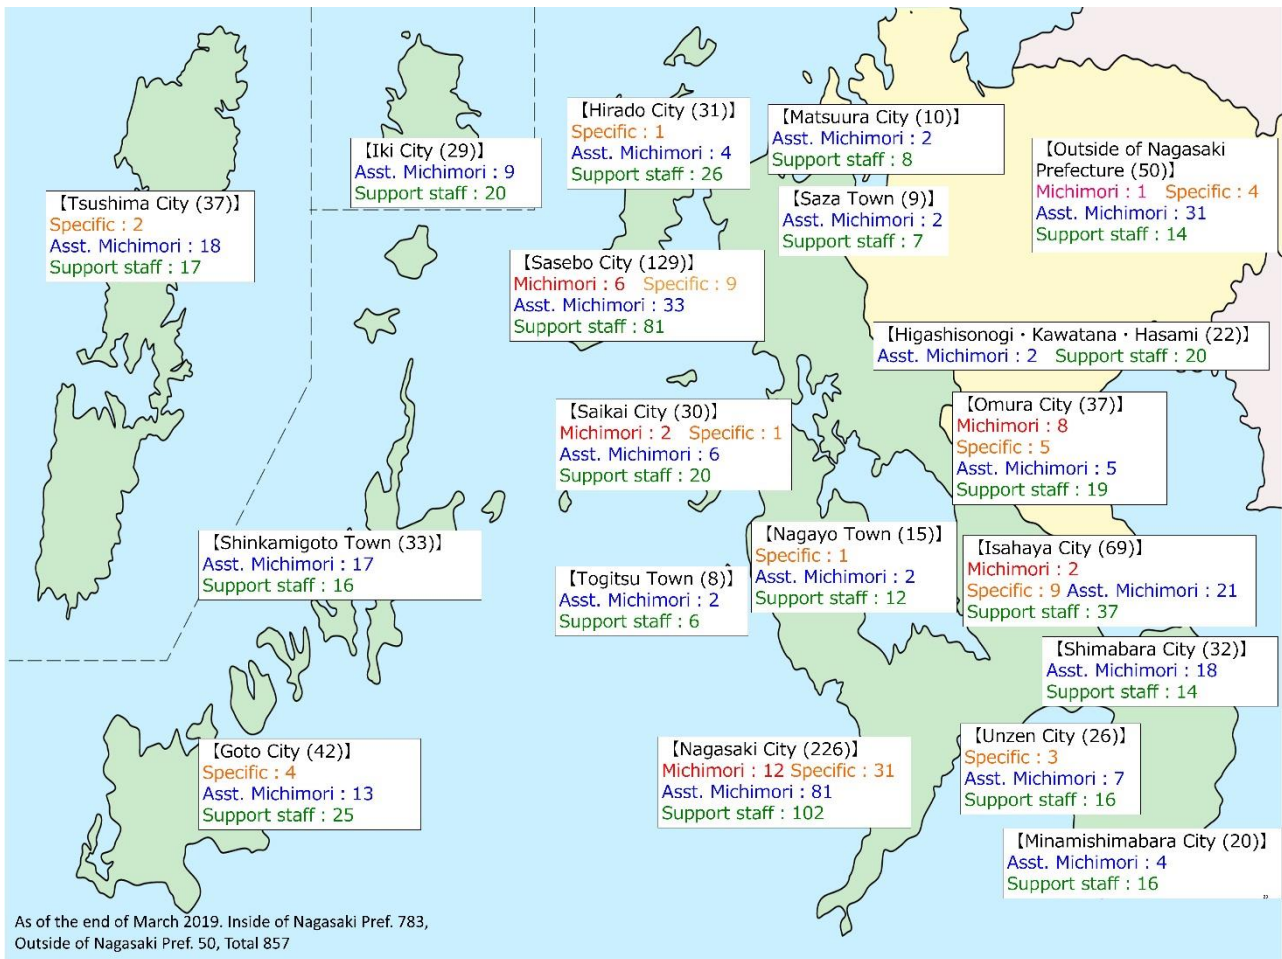 【Tsushima City (37)】
Specific : 2
Asst. Michimori : 18
Support staff : 17
【Iki City (29)】
Asst. Michimori : 9
Support staff : 20
【Hirado City (31)】
Specific : 1
Asst. Michimori : 4
Support staff : 26
【Matsuura City (10)】
Asst. Michimori : 2
Support staff : 8
【Saza Town (9)】
Asst. Michimori : 2
Support staff : 7
【Outside of Nagasaki
Prefecture (50)】
Michimori : 1 Specific : 4
Asst. Michimori : 31
Support staff : 14
【Sasebo City (129)】
Michimori : 6 Specific : 9
Asst. Michimori : 33
Support staff : 81
【Higashisonogi・Kawatana・Hasami (22)】
Asst. Michimori : 2 Support staff : 20
【Saikai City (30)】
Michimori : 2 Specific : 1
Asst. Michimori : 6
Support staff : 20
【Omura City (37)】
Michimori : 8
Specific : 5
Asst. Michimori : 5
Support staff : 19
【Shinkamigoto Town (33)】
Asst. Michimori : 17
Support staff : 16
【Togitsu Town (8)】
Asst. Michimori : 2
Support staff : 6
【Nagayo Town (15)】
Specific : 1
Asst. Michimori : 2
Support staff : 12
【Isahaya City (69)】
Michimori : 2
Specific : 9 Asst. Michimori : 21
Support staff : 37
【Shimabara City (32)】
Asst. Michimori : 18
Support staff : 14
【Goto City (42)】
Specific : 4
Asst. Michimori : 13
Support staff : 25
【Nagasaki City (226)】
Michimori : 12 Specific : 31
Asst. Michimori : 81
Support staff : 102
【Unzen City (26)】
Specific : 3
Asst. Michimori : 7
Support staff : 16
【Minamishimabara City (20)】
Asst. Michimori : 4
Support staff : 16
As of the end of March 2019. Inside of Nagasaki Pref. 783,
Outside of Nagasaki Pref. 50, Total 857